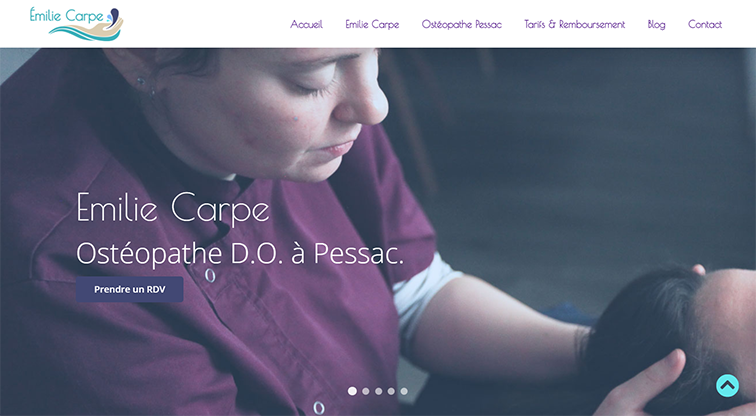 Émilie Carpe
Accueil
Emilie Carpe
Ostéopathe Pessac
Tarifs & Remboursement
Blog
Contact
Emilie Carpe
Ostéopathe D.O. à Pessac.
Prendre un RDV